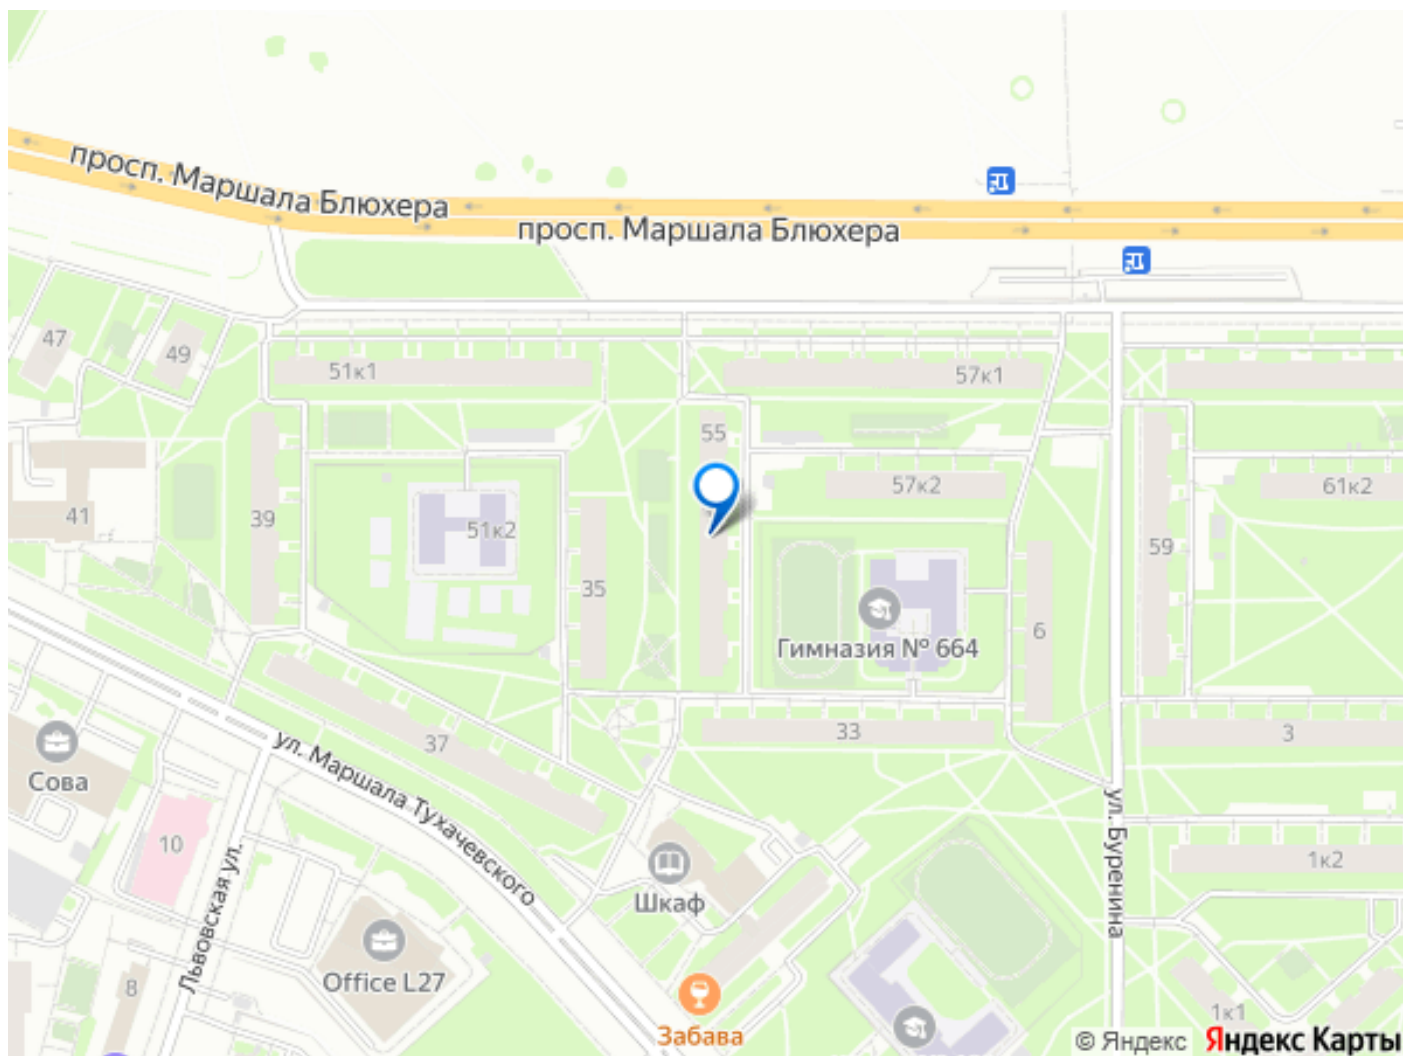 просп. Маршала Блюхера
просп. Маршала Блюхера
47
49
51к1
57к1
55
57к2
61к2
41
39
51к2
35
59
6
Гимназия № 664
33
3
37
Сова
ул. Маршала Тухачевского
10
Львовская ул.
ул. Буренина
1к2
Шкаф
Office L27
8
Забава
1к1
© Яндекс
Яндекс Карты